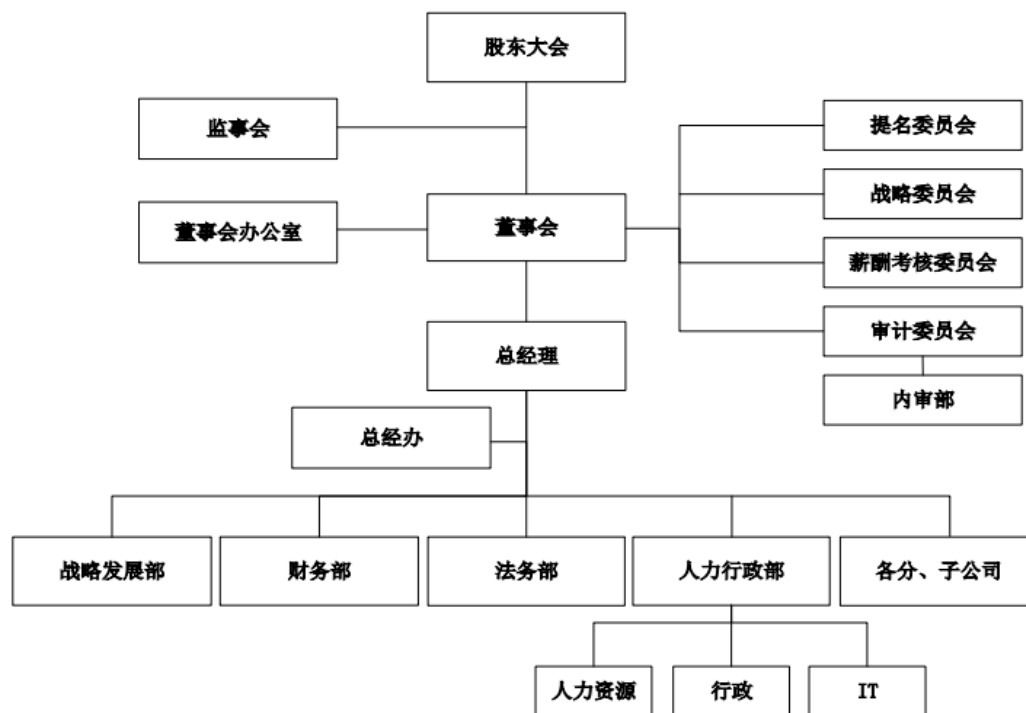 股东大会
监事会
提名委员会
战略委员会
董事会办公室
董事会
薪酬考核委员会
审计委员会
总经理
内审部
总经办
战略发展部
财务部
法务部
人力行政部
各分、子公司
人力资源
行政
IT